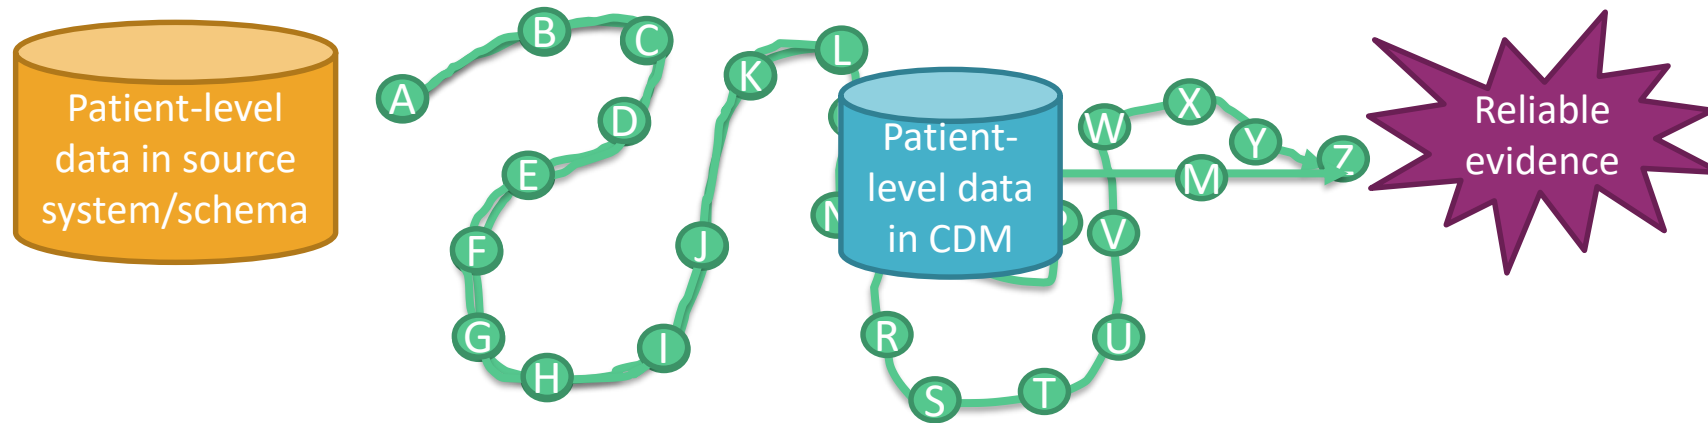 Patient-level
data in source
system/schema
A
B
C
D
E
F
G
H
I
J
K
L
Patient-
level data
in CDM
R
S
T
U
V
W
X
Y
Z
M
Reliable
evidence